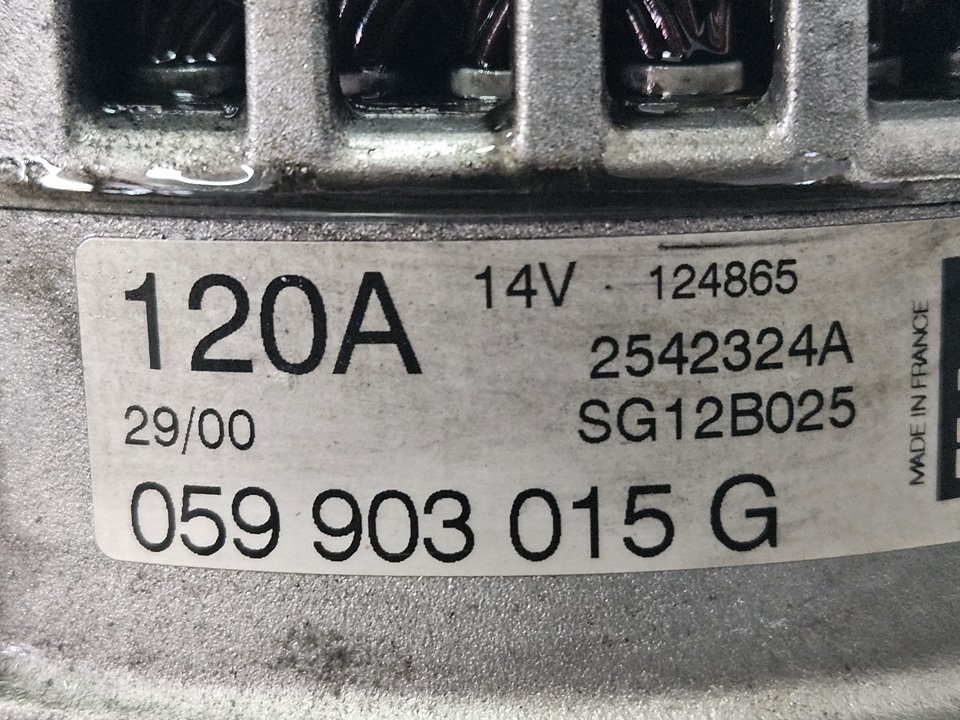 120A 14V 124865
2542324A
29/00 SG12B025
059 903 015 G
MADE IN FRANCE